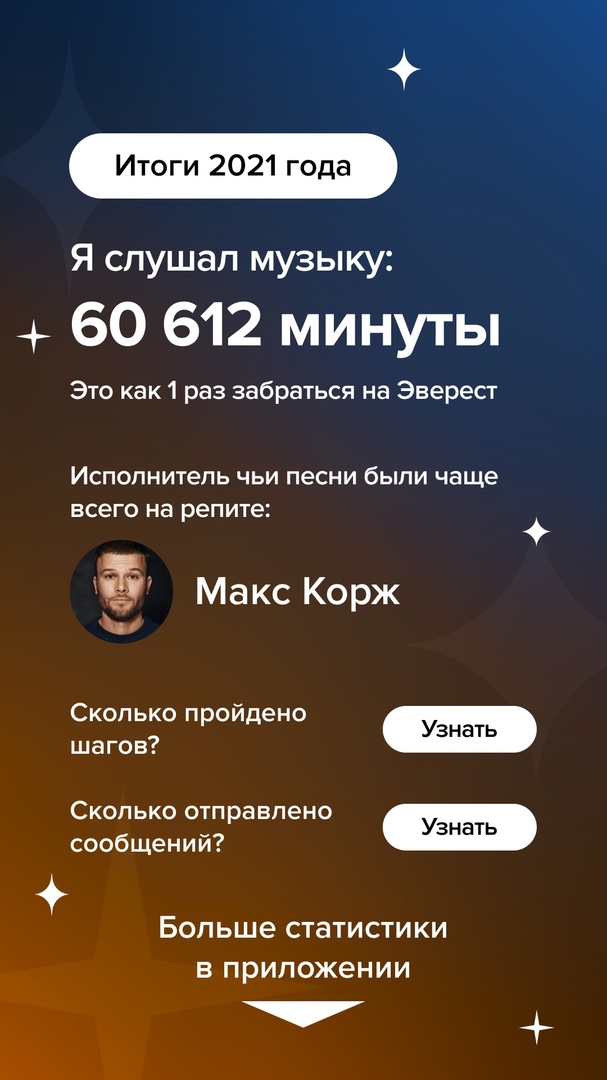 Итоги 2021 года
Я слушал музыку:
60 612 минуты
Это как 1 раз забраться на Эверест
Исполнитель чьи песни были чаще
всего на репите:
Макс Корж
Сколько пройдено
шагов?
Узнать
Сколько отправлено
сообщений?
Узнать
Больше статистики
в приложении